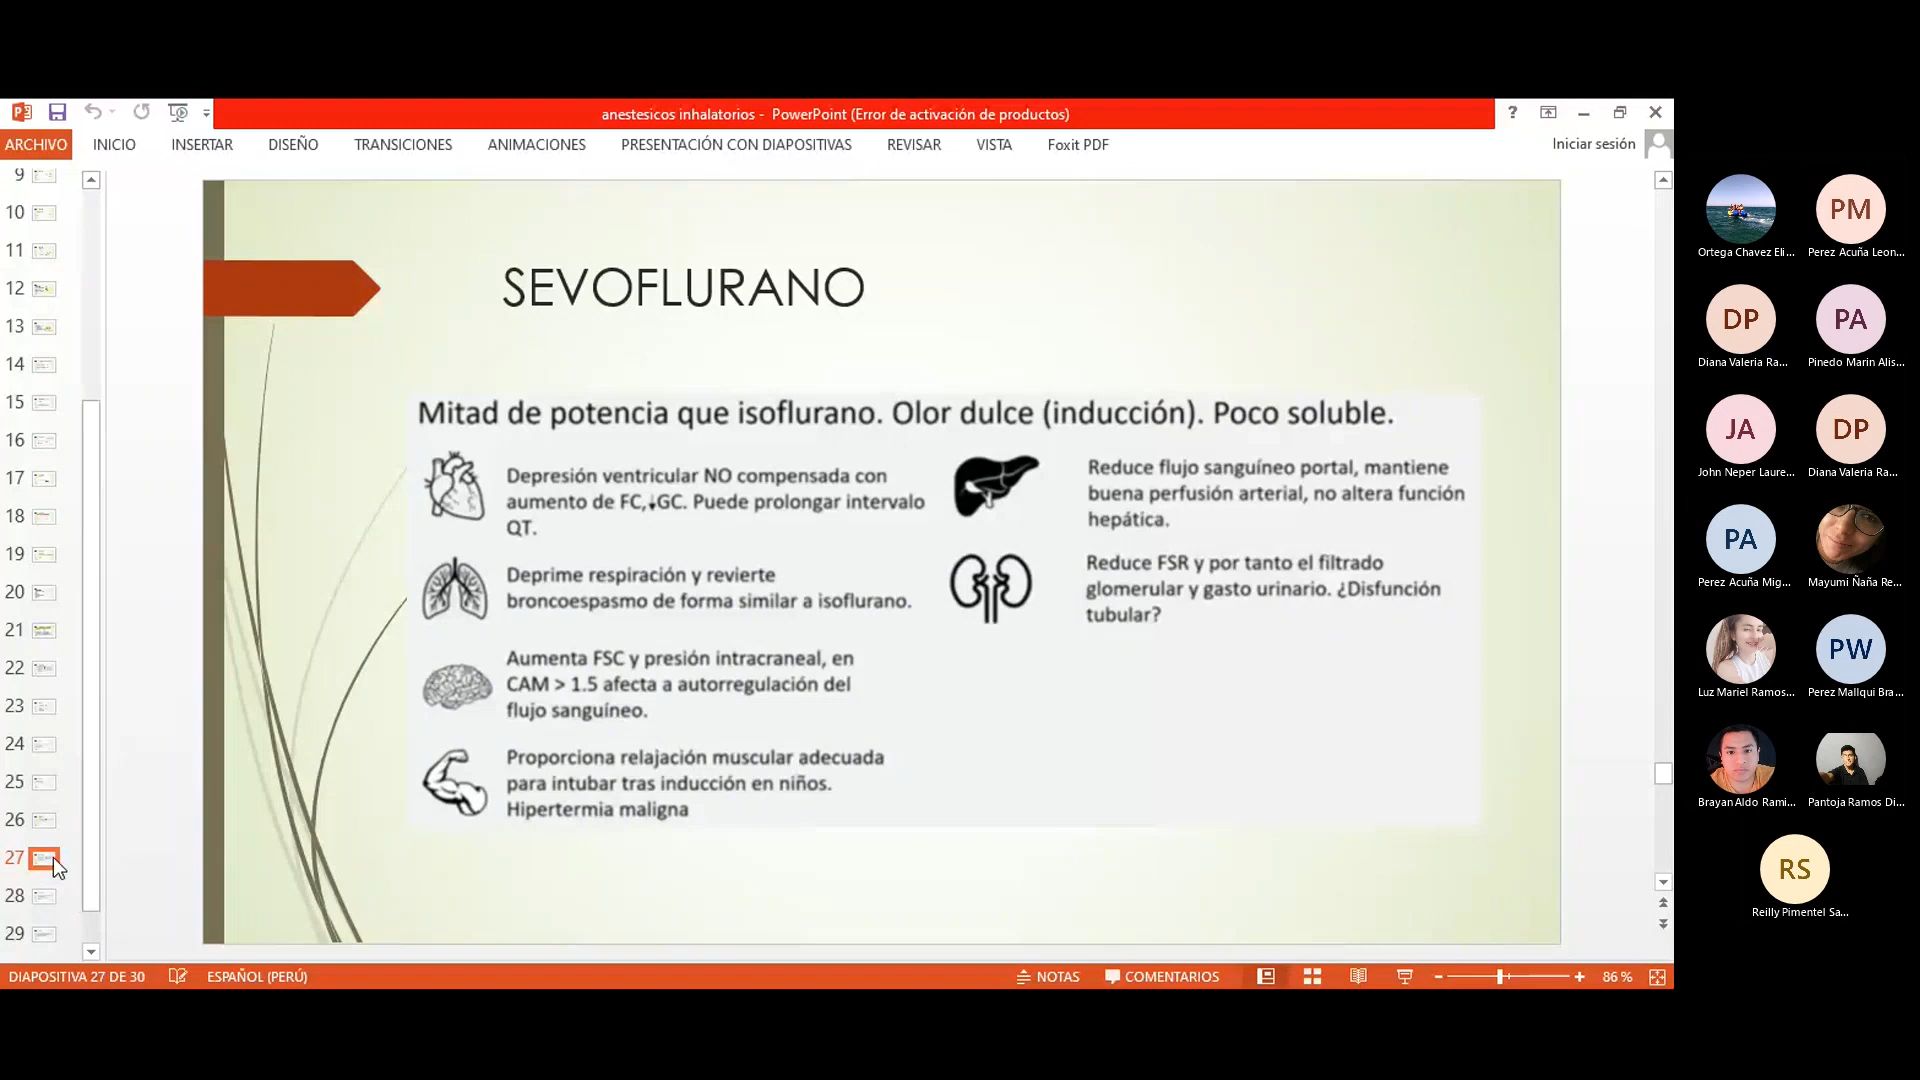 anestesicos inhalatorios - PowerPoint (Error de activación de productos)
?
ARCHIVO INICIO INSERTAR DISEÑO TRANSICIONES ANIMACIONES PRESENTACIÓN CON DIAPOSITIVAS REVISAR VISTA Foxit PDF Iniciar sesión
9
10
11
12
13
14
15
16
17
18
19
20
21
22
23
24
25
26
27
28
29
SEVOFLURANO
Mitad de potencia que isoflurano. Olor dulce (inducción). Poco soluble.
Depresión ventricular NO compensada con
aumento de FC,↓GC. Puede prolongar intervalo
QT.
Deprime respiración y revierte
broncoespasmo de forma similar a isoflurano.
Aumenta FSC y presión intracraneal, en
CAM > 1.5 afecta a autorregulación del
flujo sanguíneo.
Proporciona relajación muscular adecuada
para intubar tras inducción en niños.
Hipertermia maligna
Reduce flujo sanguíneo portal, mantiene
buena perfusión arterial, no altera función
hepática.
Reduce FSR y por tanto el filtrado
glomerular y gasto urinario. ¿Disfunción
tubular?
DIAPOSITIVA 27 DE 30 ESPAÑOL (PERÚ) NOTAS COMENTARIOS 86 %
Ortega Chavez Eli...
PM
Perez Acuña Leon...
DP
Diana Valeria Ra...
PA
Pinedo Marin Alis...
JA
John Neper Laure...
DP
Diana Valeria Ra...
PA
Perez Acuña Mig...
Mayumi Ñaña Re...
Luz Mariel Ramos...
PW
Perez Mallqui Bra...
Brayan Aldo Rami...
Pantoja Ramos Di...
RS
Reilly Pimentel Sa...